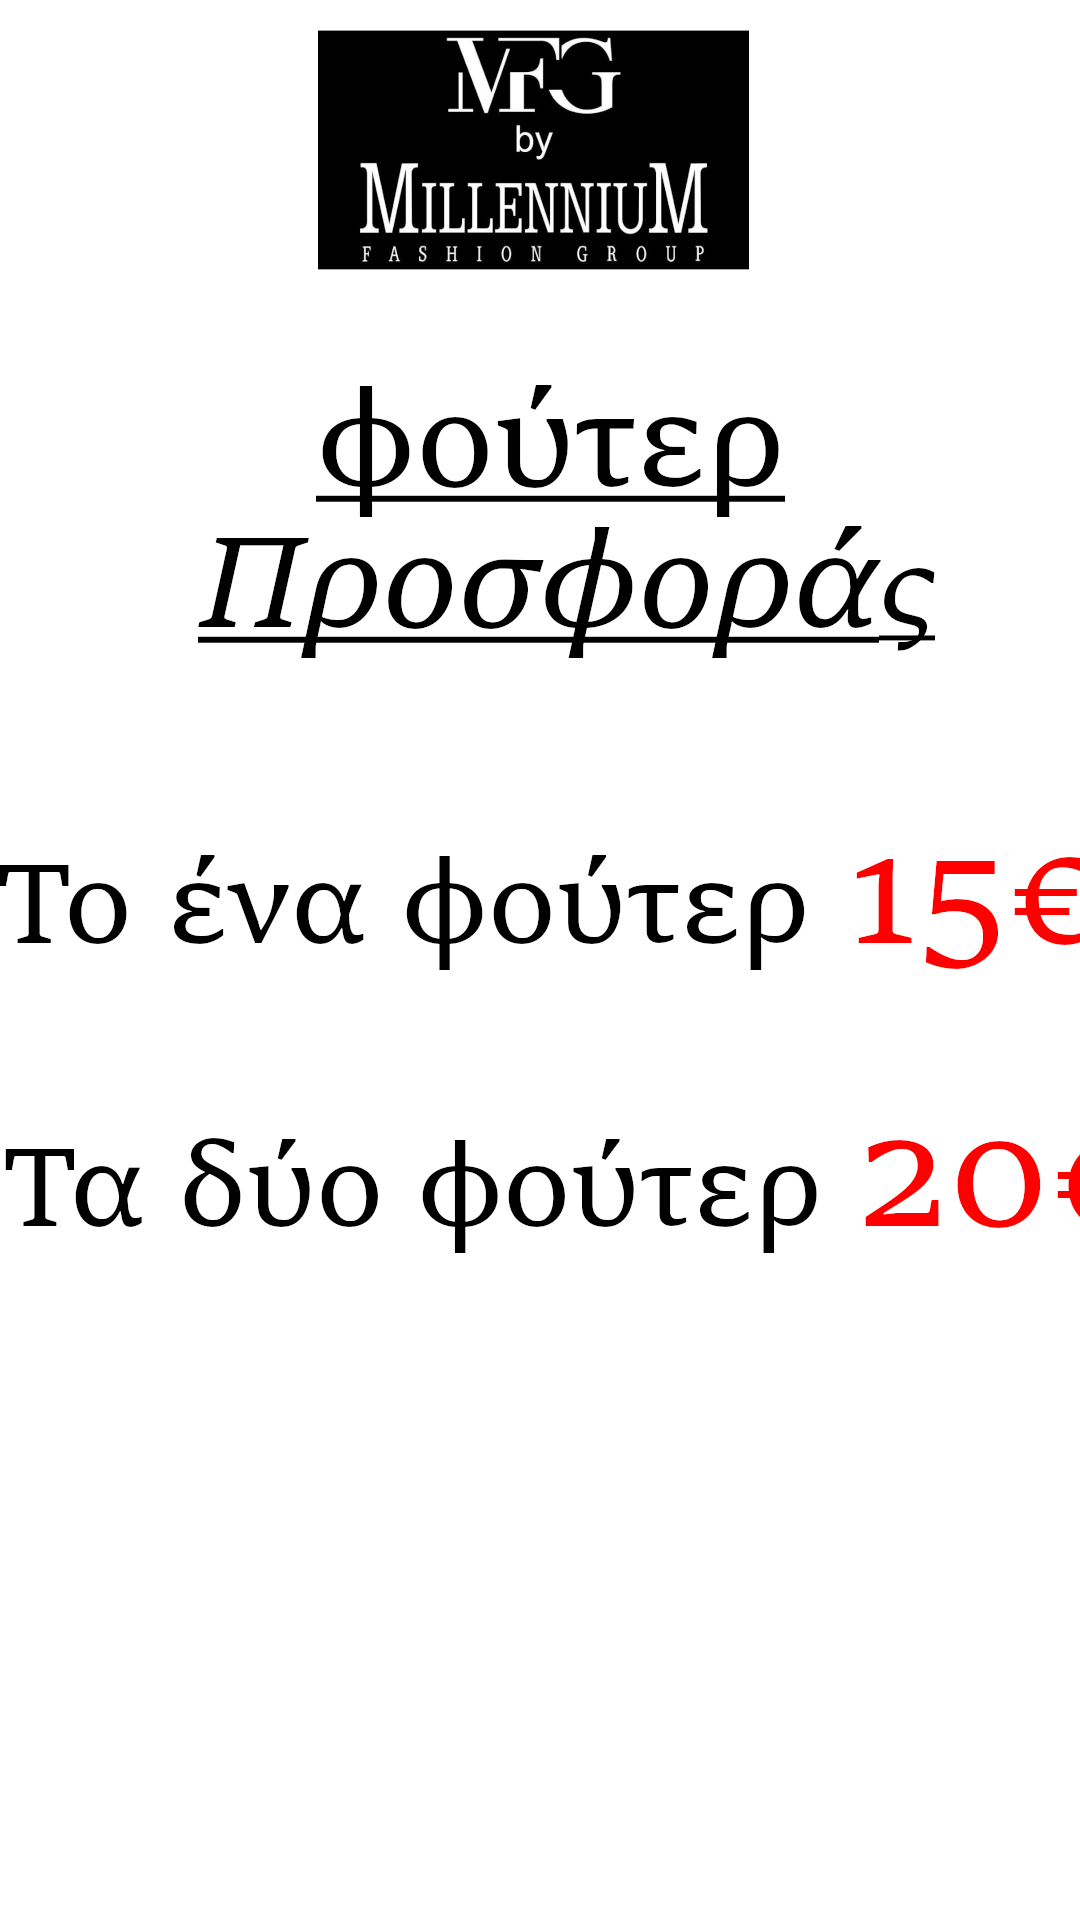 MFG
by
MILLENNIUM
FASHION GROUP
φούτερ
Προσφοράς
Το ένα φούτερ 15€
Τα δύο φούτερ 20€